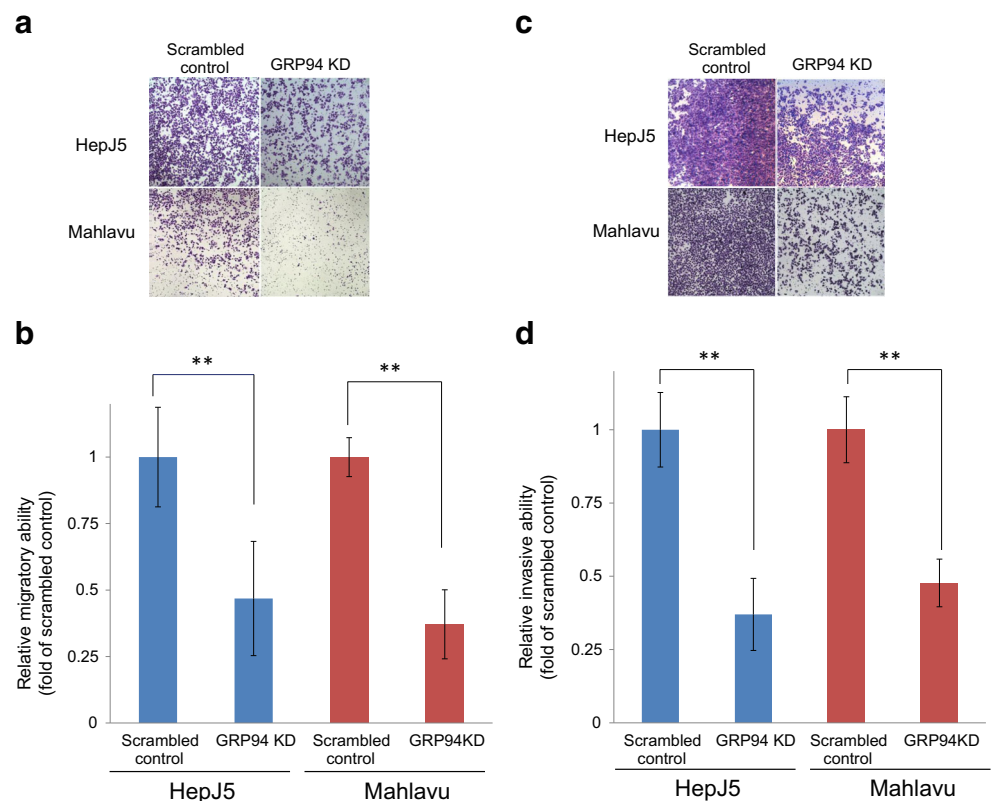 a
Scrambled
control
GRP94 KD
HepJ5
Mahlavu
b
**
**
Relative migratory ability
(fold of scrambled control)
1
0.75
0.5
0.25
0
Scrambled
control
GRP94 KD
Scrambled
control
GRP94KD
HepJ5
Mahlavu
c
Scrambled
control
GRP94 KD
HepJ5
Mahlavu
d
**
**
Relative invasive ability
(fold of scrambled control)
1
0.75
0.5
0.25
0
Scrambled
control
GRP94 KD
Scrambled
control
GRP94KD
HepJ5
Mahlavu